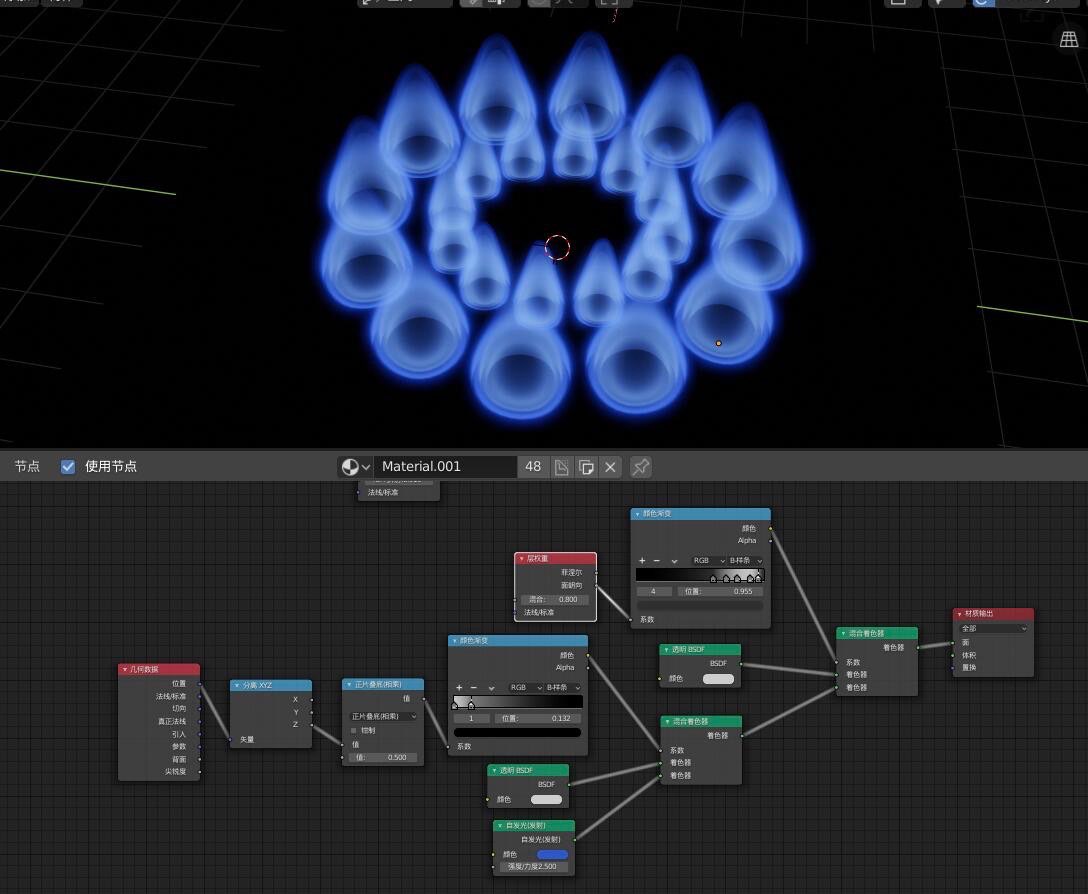 节点
使用节点
Material.001
48
法线/标准
颜色渐变
颜色
Alpha
RGB
B-样条
4
位置: 0.955
系数
层权重
菲涅尔
面朝向
混合: 0.800
法线/标准
颜色渐变
颜色
Alpha
RGB
B-样条
1
位置: 0.132
系数
几何数据
位置
法线/标准
切向
真正法线
引入
参数
背面
尖锐度
分离 XYZ
X
Y
Z
矢量
正片叠底(相乘)
值
正片叠底(相乘)
钳制
值
值: 0.500
透明 BSDF
BSDF
颜色
混合着色器
着色器
系数
着色器
着色器
材质输出
全部
面
体积
置换
混合着色器
着色器
系数
着色器
着色器
透明 BSDF
BSDF
颜色
自发光(发射)
自发光(发射)
颜色
强度/力度2.500